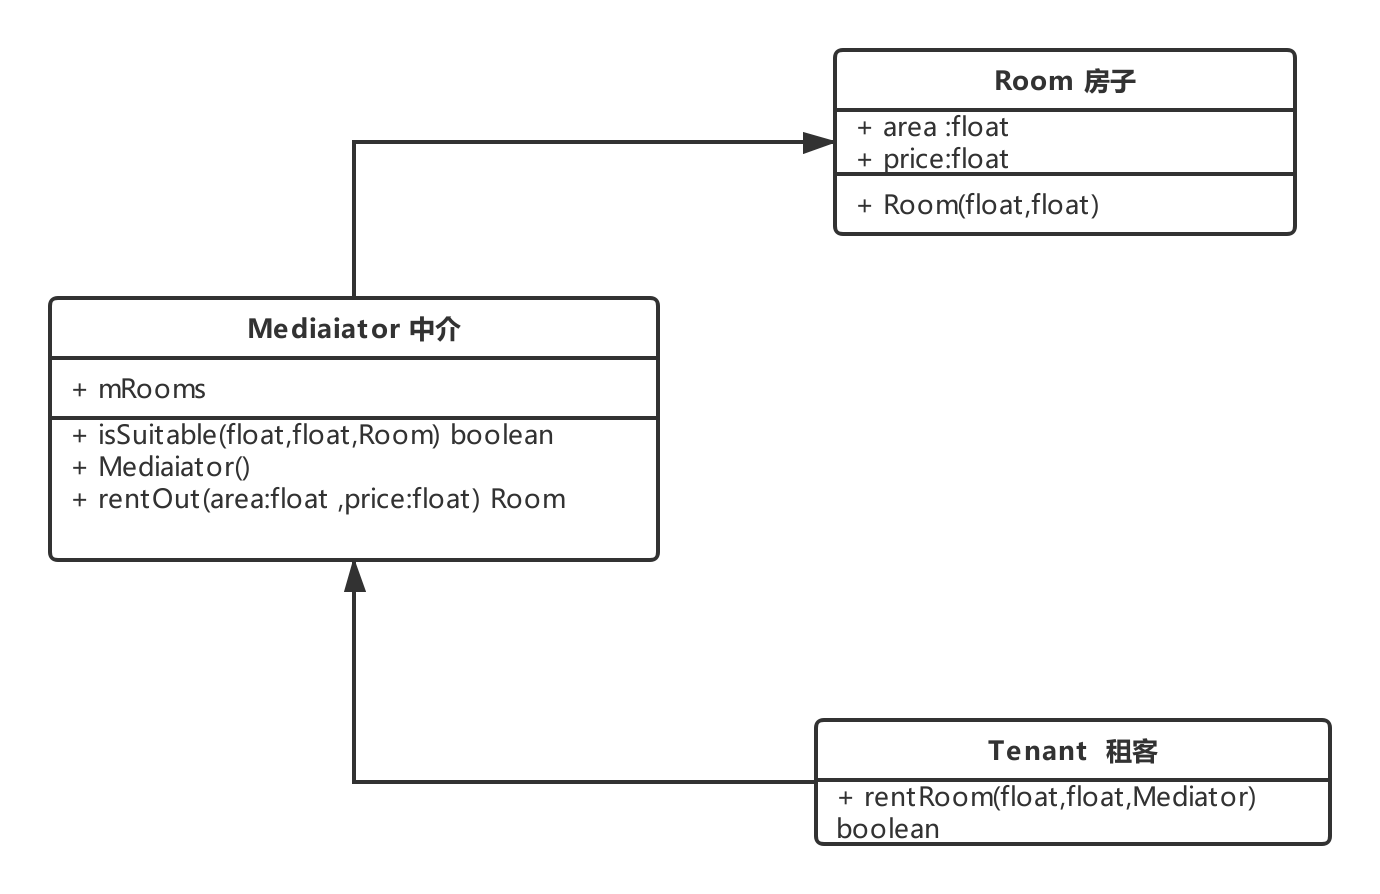 Room 房子
+ area :float
+ price:float
+ Room(float,float)
Mediaiator 中介
+ mRooms
+ isSuitable(float,float,Room) boolean
+ Mediaiator()
+ rentOut(area:float ,price:float) Room
Tenant 租客
+ rentRoom(float,float,Mediator)
boolean